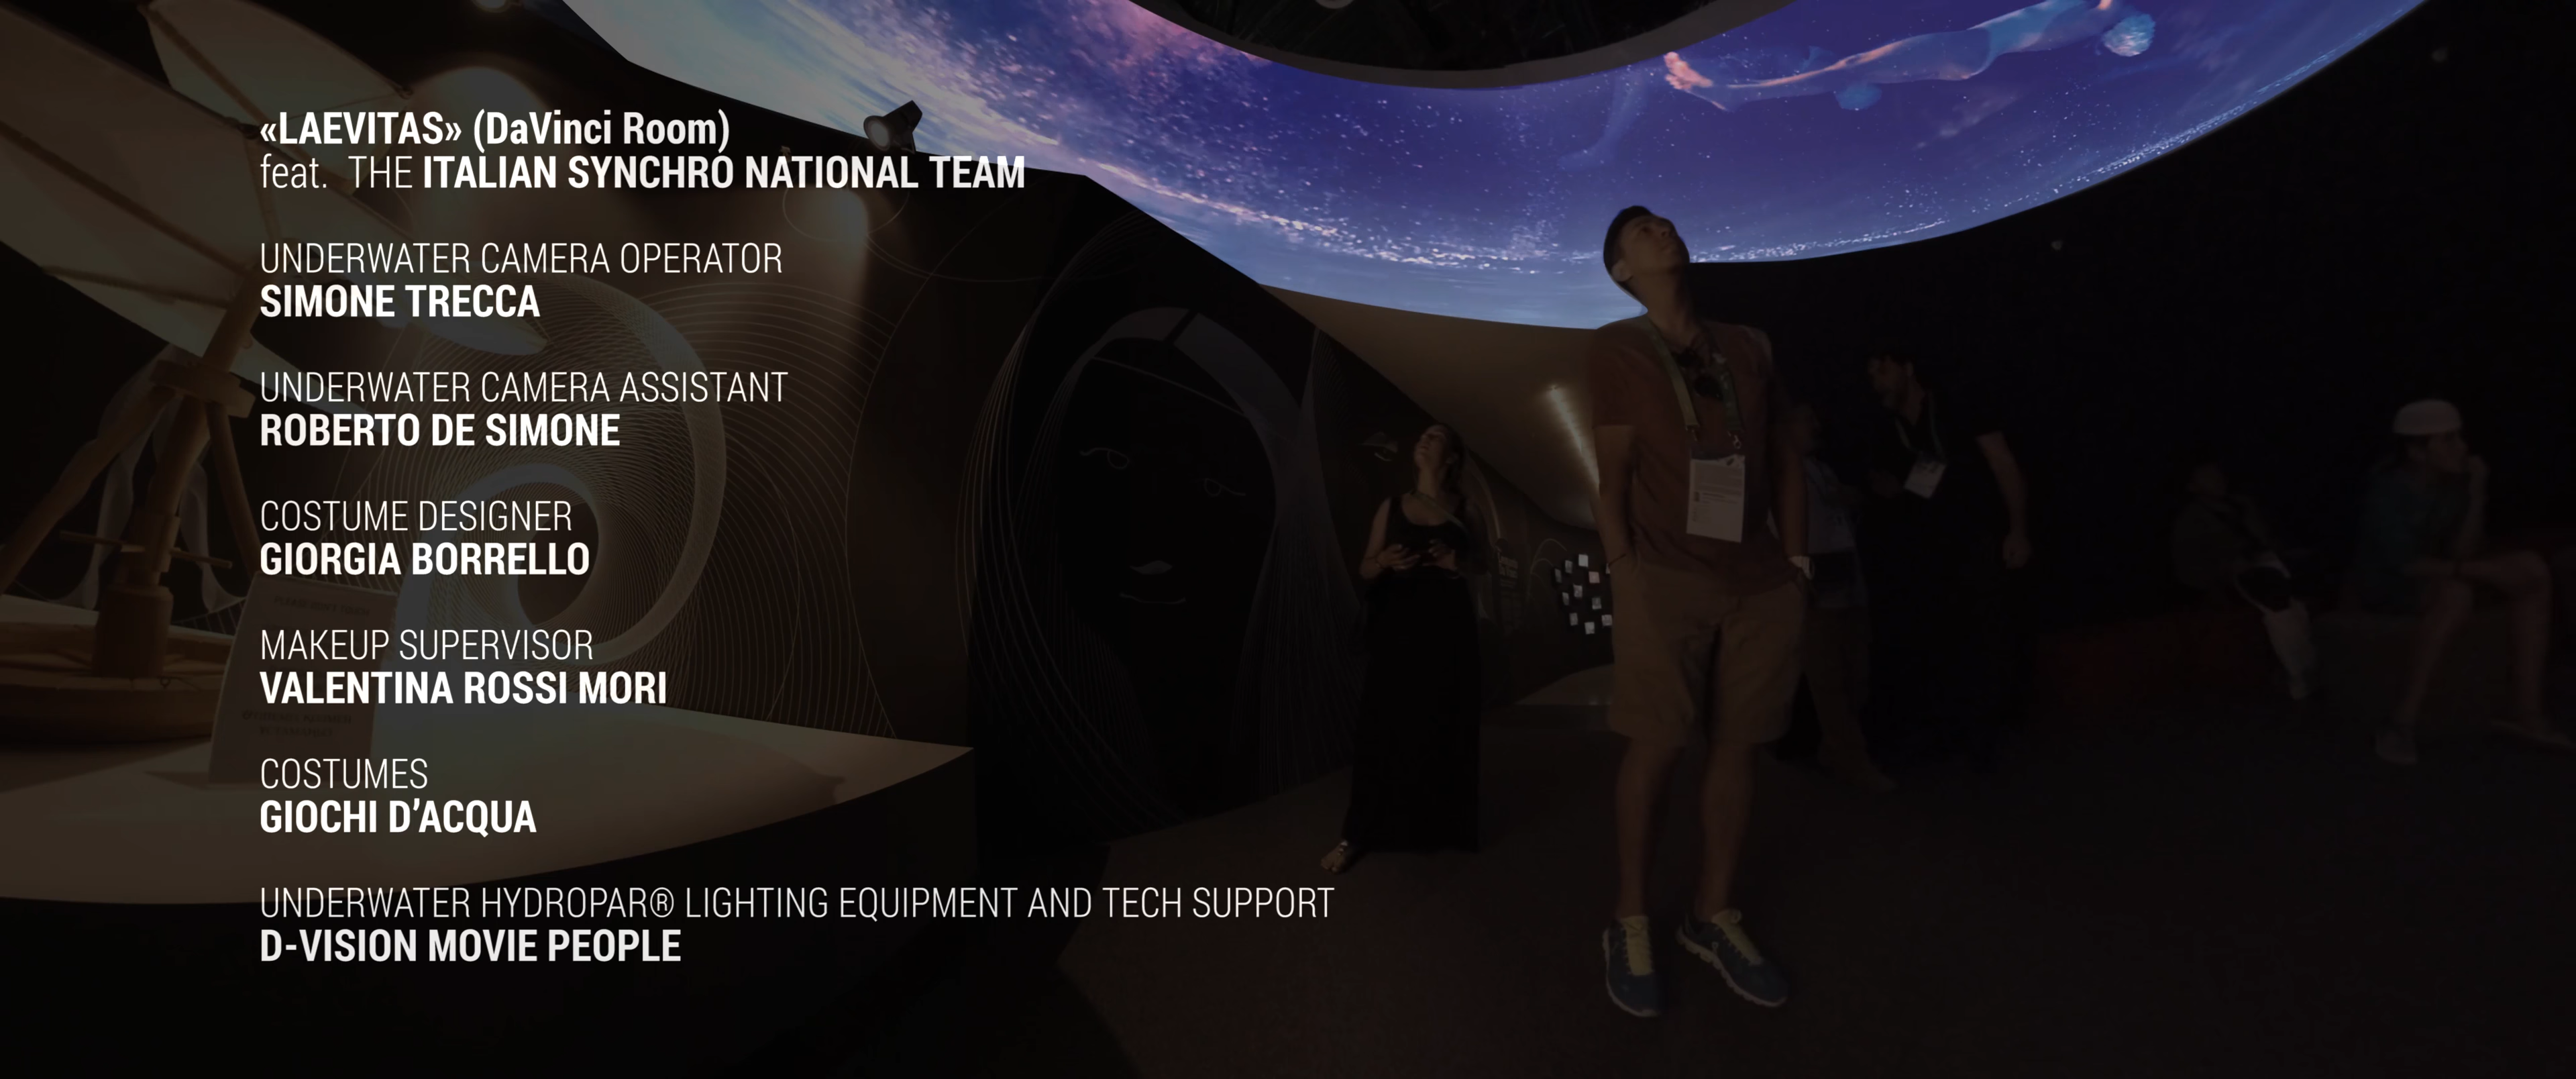 «LAEVITAS» (DaVinci Room)
feat. THE ITALIAN SYNCHRO NATIONAL TEAM
UNDERWATER CAMERA OPERATOR
SIMONE TRECCA
UNDERWATER CAMERA ASSISTANT
ROBERTO DE SIMONE
COSTUME DESIGNER
GIORGIA BORRELLO
MAKEUP SUPERVISOR
VALENTINA ROSSI MORI
COSTUMES
GIOCHI D’ACQUA
UNDERWATER HYDROPAR® LIGHTING EQUIPMENT AND TECH SUPPORT
D-VISION MOVIE PEOPLE